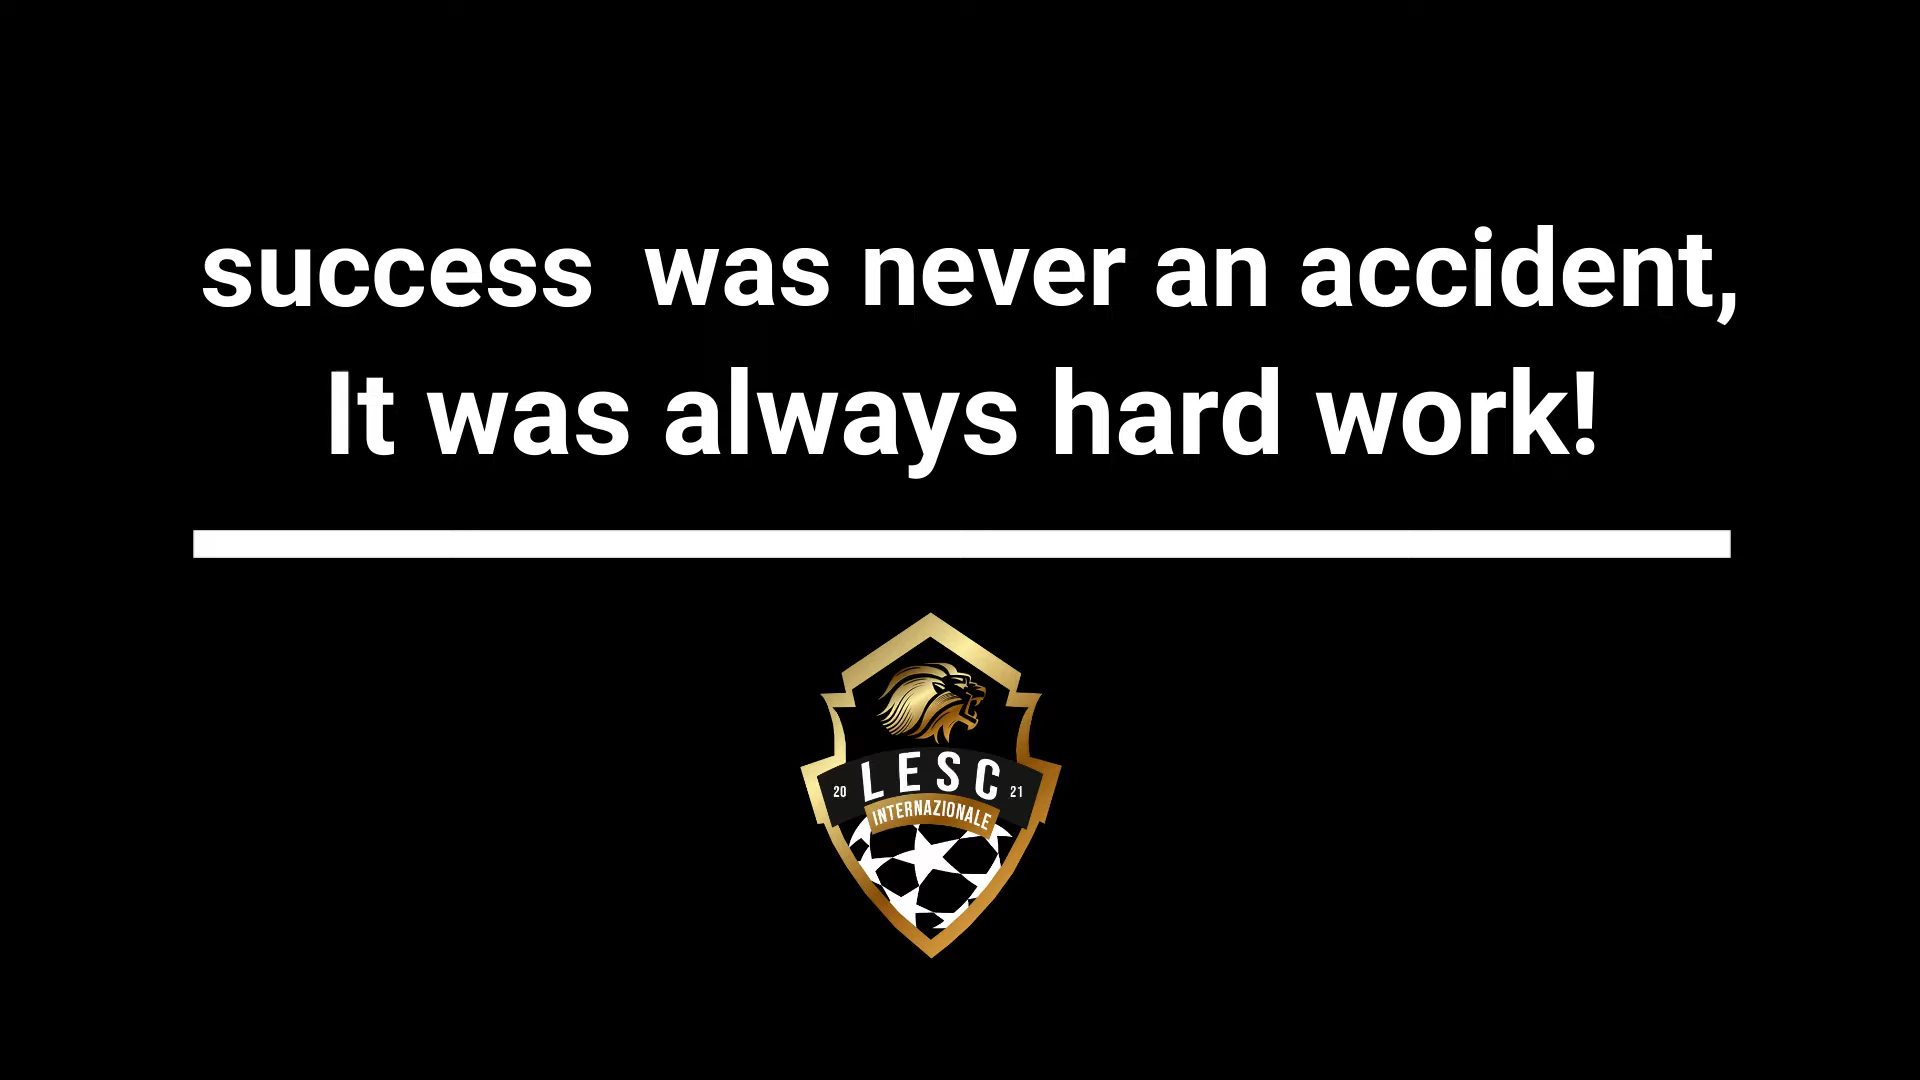 success  was never an accident,
It was always hard work!
LESC
20 21
INTERNAZIONALE